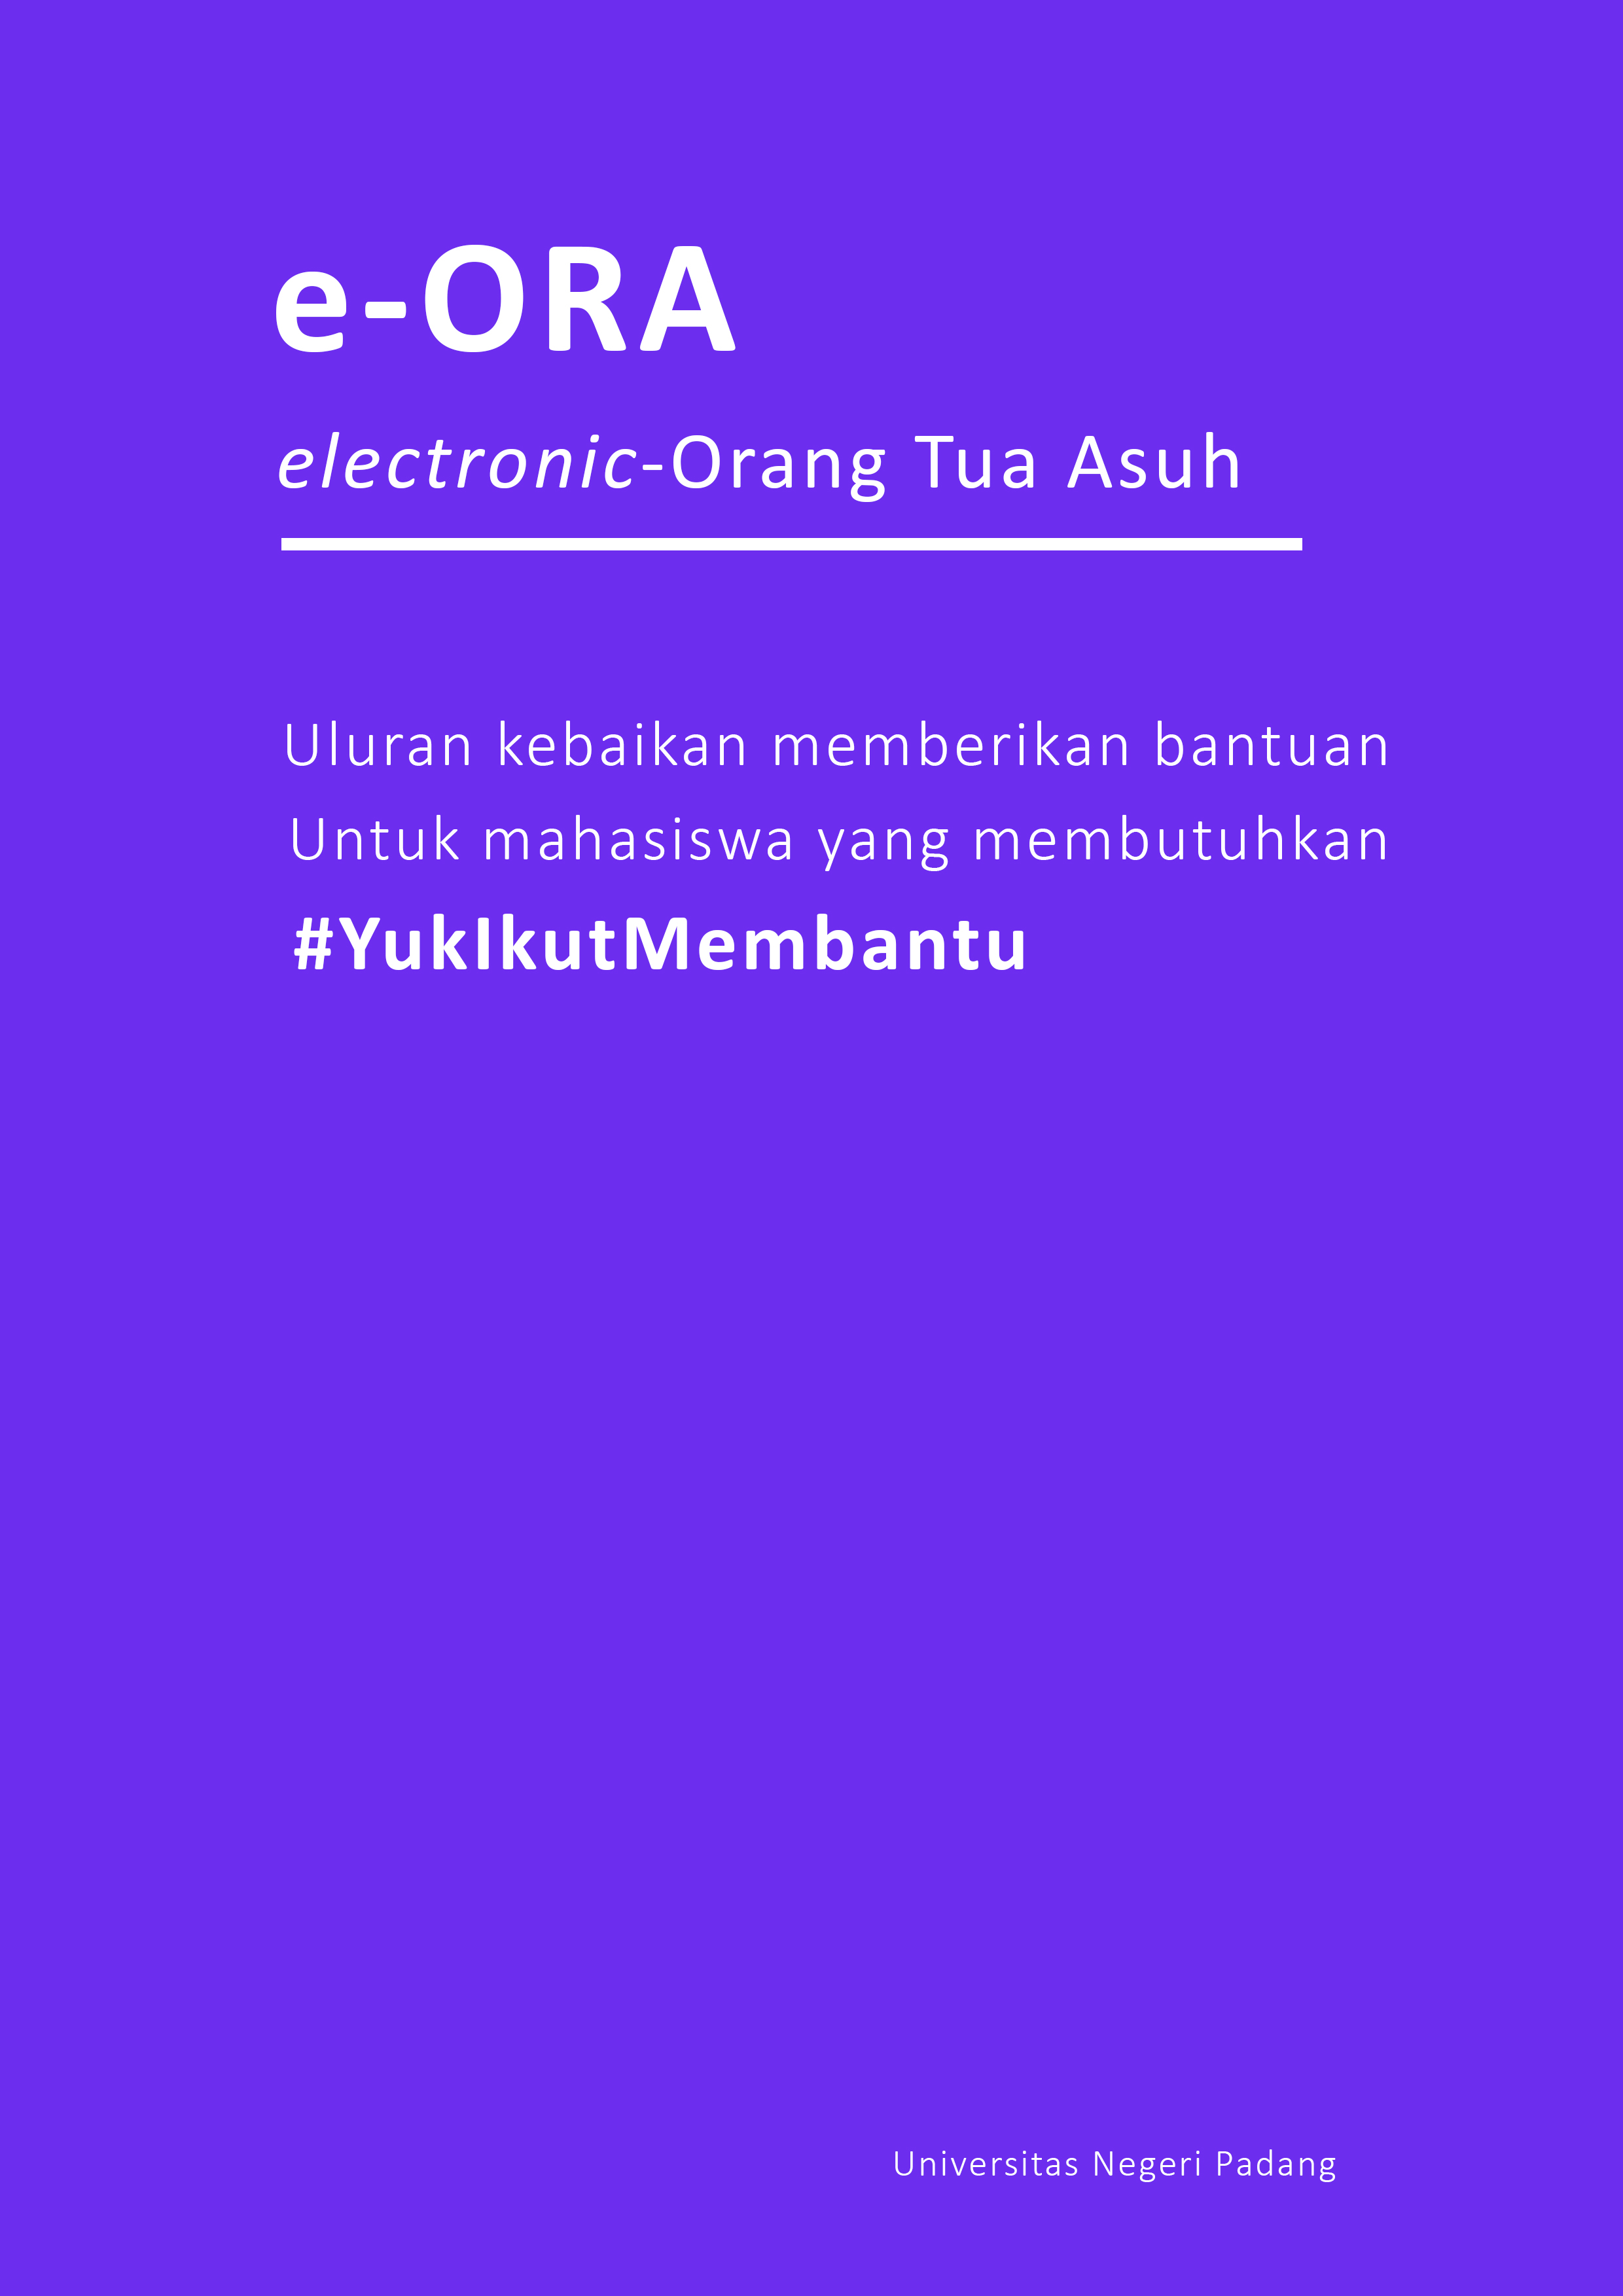 e-ORA
electronic-Orang Tua Asuh
Uluran kebaikan memberikan bantuan
Untuk mahasiswa yang membutuhkan
#YukIkutMembantu
Universitas Negeri Padang